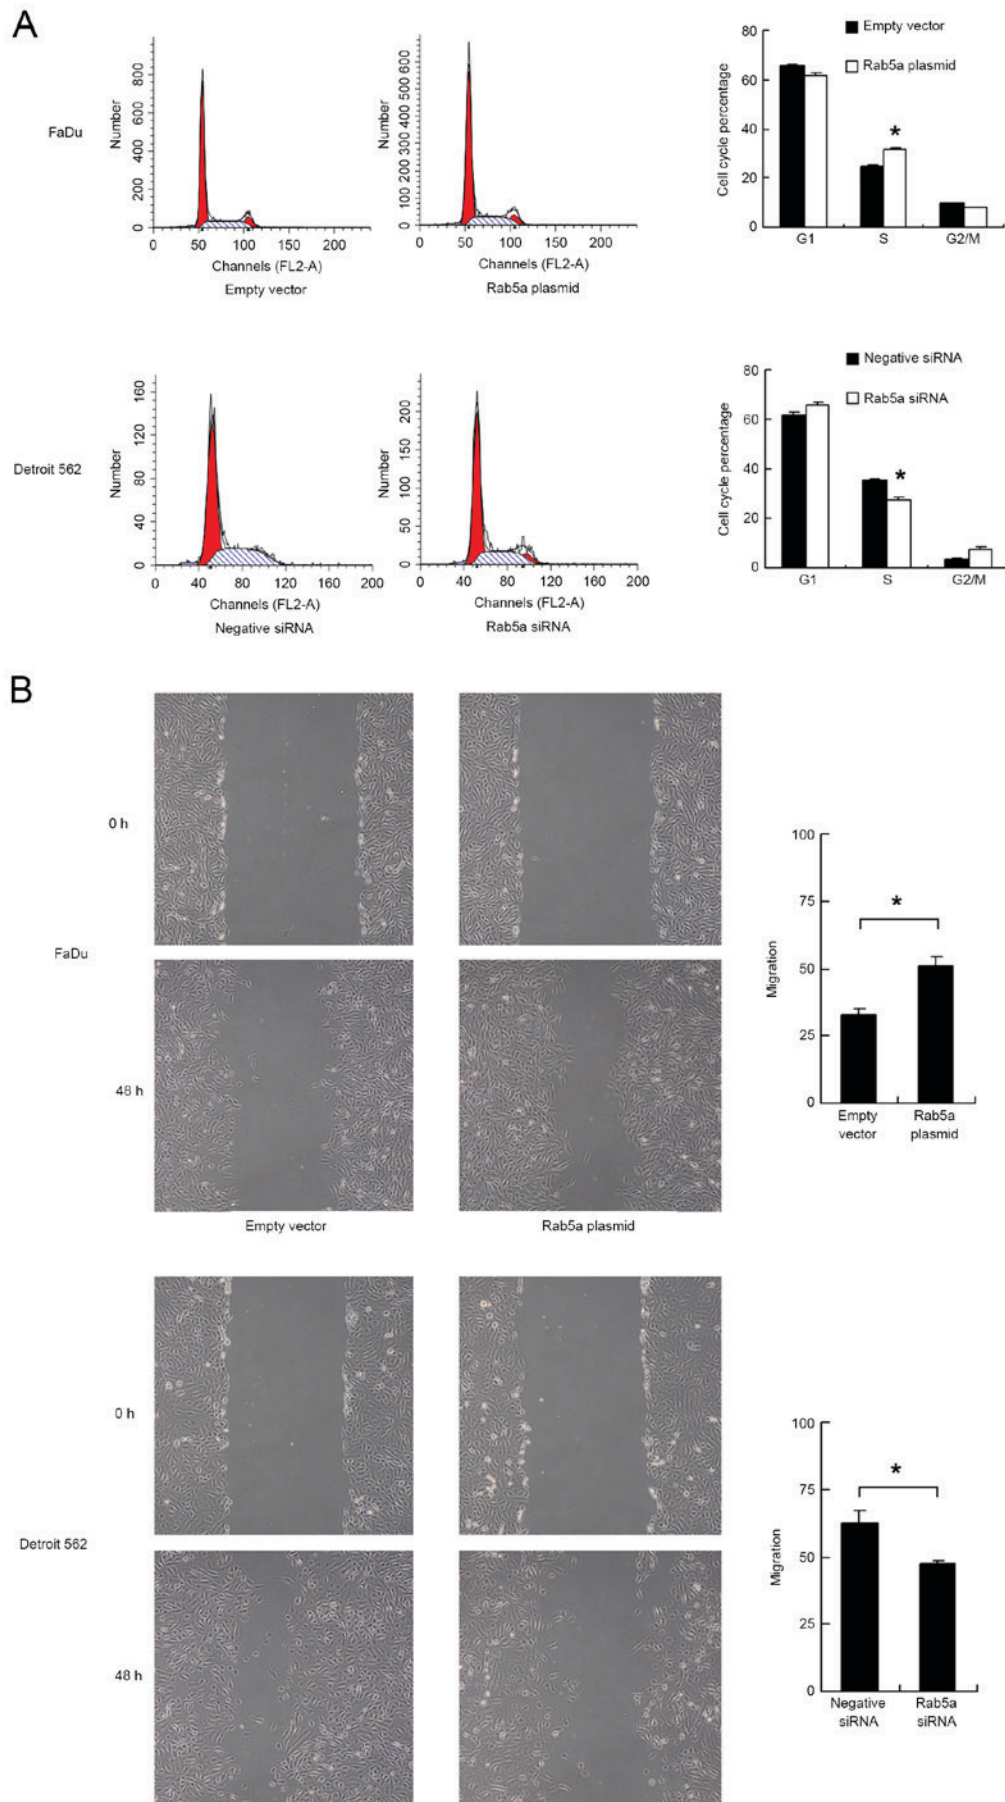 A
FaDu
Number
800
600
400
200
0
0 50 100 150 200
Channels (FL2-A)
Empty vector
Number
600
500
400
300
200
100
0
0 50 100 150 200
Channels (FL2-A)
Rab5a plasmid
Cell cycle percentage
80
60
40
20
0
Empty vector
Rab5a plasmid
*
G1 S G2/M
Detroit 562
Number
160
120
80
40
0
0 40 80 120 160 200
Channels (FL2-A)
Negative siRNA
Number
200
150
100
50
0
0 40 80 120 160 200
Channels (FL2-A)
Rab5a siRNA
Cell cycle percentage
80
60
40
20
0
Negative siRNA
Rab5a siRNA
*
G1 S G2/M
B
FaDu
0 h
48 h
Empty vector
Rab5a plasmid
Migration
100
75
50
25
0
*
Empty
vector
Rab5a
plasmid
Detroit 562
0 h
48 h
Migration
100
75
50
25
0
*
Negative
siRNA
Rab5a
siRNA